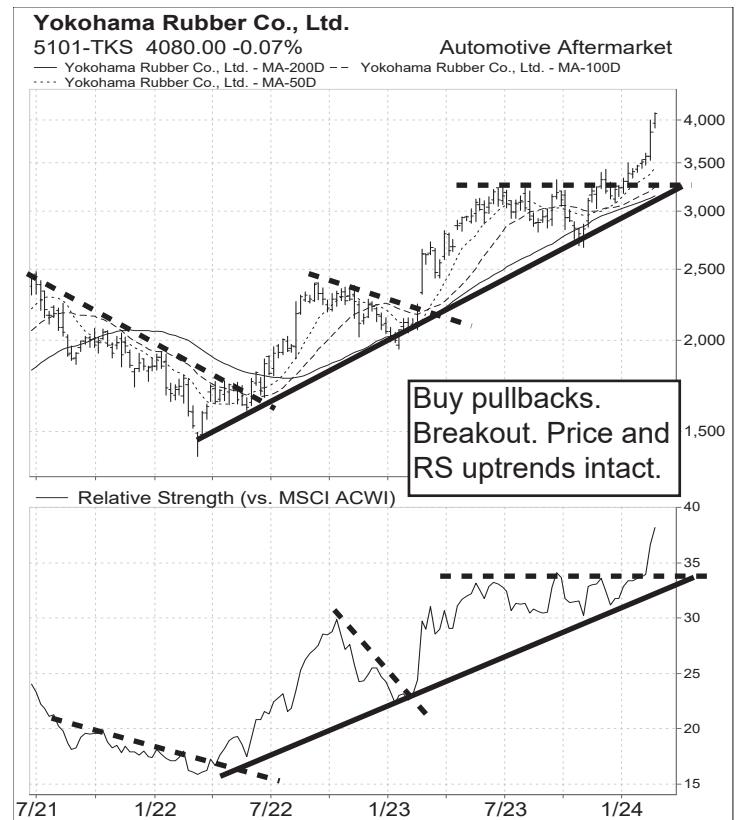 Yokohama Rubber Co., Ltd.
5101-TKS 4080.00 -0.07% Automotive Aftermarket
Yokohama Rubber Co., Ltd. - MA-200D Yokohama Rubber Co., Ltd. - MA-100D
Yokohama Rubber Co., Ltd. - MA-50D
4,000
3,500
3,000
2,500
2,000
Buy pullbacks.
Breakout. Price and
RS uptrends intact.
1,500
Relative Strength (vs. MSCI ACWI)
40
35
30
25
20
15
7/21 1/22 7/22 1/23 7/23 1/24